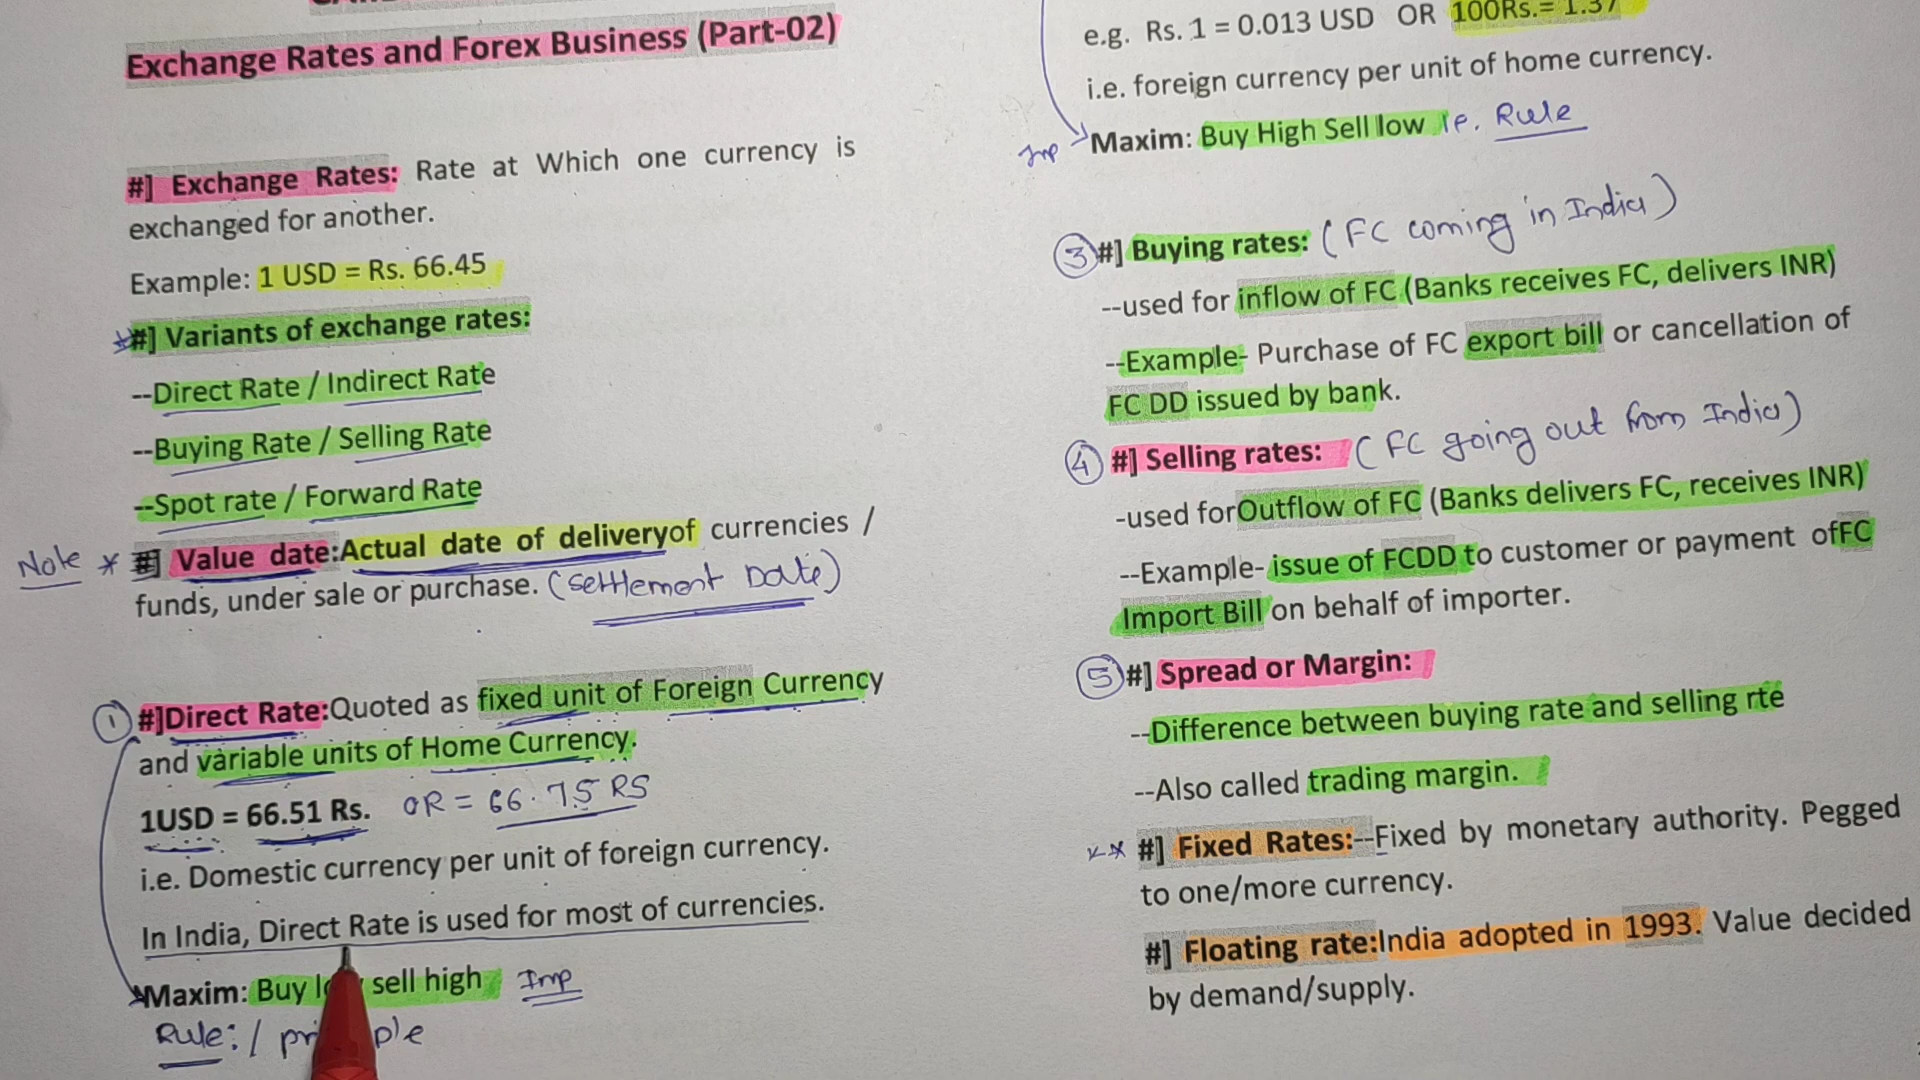 Exchange Rates and Forex Business (Part-02)
#] Exchange Rates: Rate at Which one currency is
exchanged for another.
Example: 1 USD = Rs. 66.45
#] Variants of exchange rates:
--Direct Rate / Indirect Rate
--Buying Rate / Selling Rate
--Spot rate / Forward Rate
Note * #] Value date:Actual date of deliveryof currencies /
funds, under sale or purchase. (Settlement Date)
1 #]Direct Rate:Quoted as fixed unit of Foreign Currency
and variable units of Home Currency.
1USD = 66.51 Rs. OR = 66.75 RS
i.e. Domestic currency per unit of foreign currency.
In India, Direct Rate is used for most of currencies.
Maxim: Buy sell high Imp
Rule: /
e.g. Rs. 1 = 0.013 USD OR 100Rs.= 1.37
i.e. foreign currency per unit of home currency.
Imp Maxim: Buy High Sell low ie. Rule
3 #] Buying rates: (FC coming in India)
--used for inflow of FC (Banks receives FC, delivers INR)
--Example- Purchase of FC export bill or cancellation of
FC DD issued by bank.
4 #] Selling rates: (FC going out from India)
-used forOutflow of FC (Banks delivers FC, receives INR)
--Example- issue of FCDD to customer or payment ofFC
Import Bill on behalf of importer.
5 #] Spread or Margin:
--Difference between buying rate and selling rte
--Also called trading margin.
** #] Fixed Rates:--Fixed by monetary authority. Pegged
to one/more currency.
#] Floating rate:India adopted in 1993. Value decided
by demand/supply.